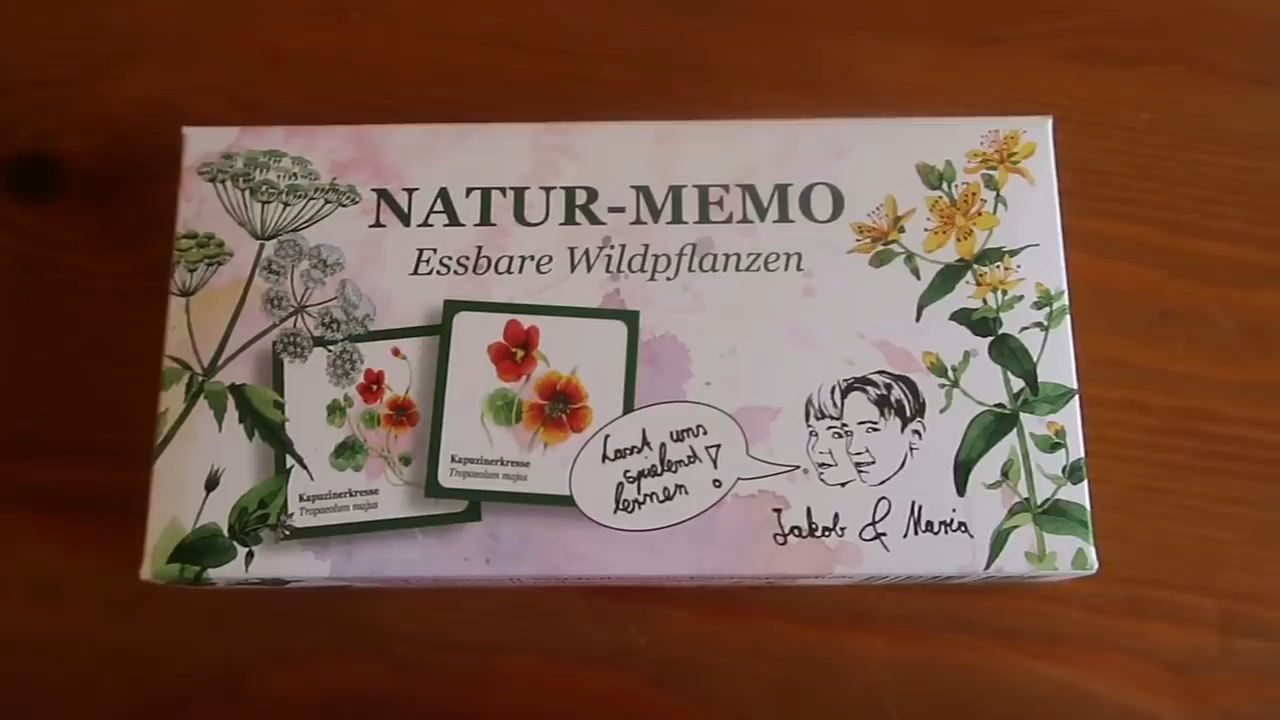 NATUR-MEMO
Essbare Wildpflanzen
Kapuzinerkresse
Tropaeolum majus
Kapuzinerkresse
Tropaeolum majus
Lasst uns
spielend
lernen !
Jakob & Maria